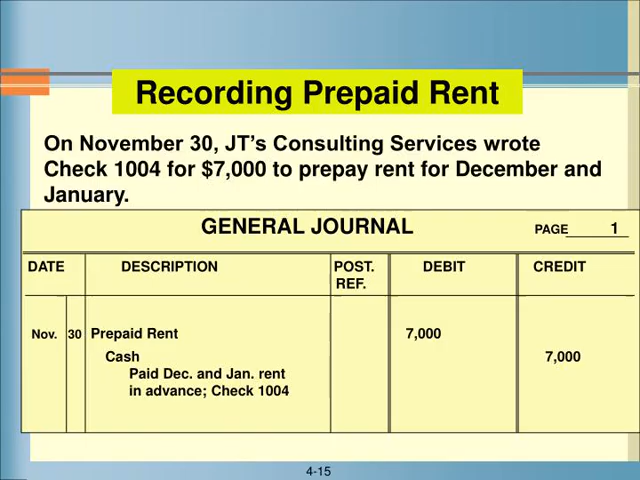 Recording Prepaid Rent
On November 30, JT’s Consulting Services wrote
Check 1004 for $7,000 to prepay rent for December and
January.
GENERAL JOURNAL PAGE 1
DATE DESCRIPTION POST. DEBIT CREDIT
REF.
Nov. 30 Prepaid Rent 7,000
Cash 7,000
Paid Dec. and Jan. rent
in advance; Check 1004
4-15